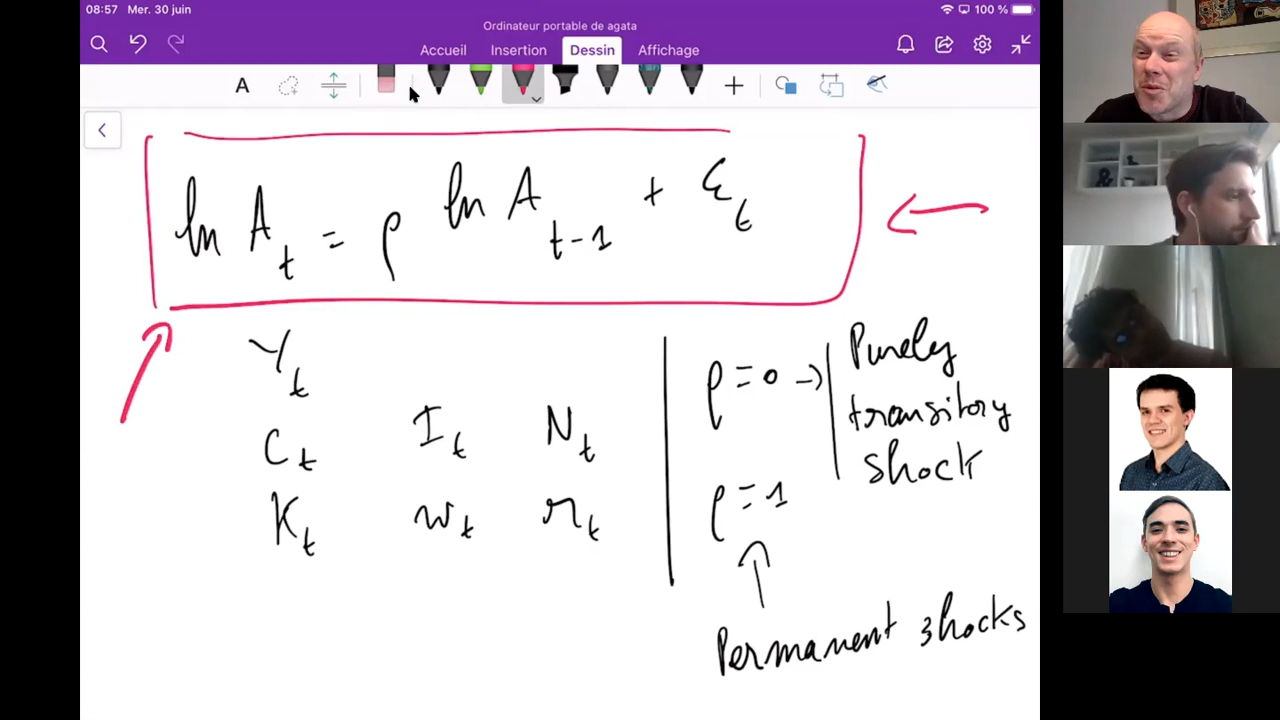 08:57 Mer. 30 juin
100 %
Ordinateur portable de agata
Accueil Insertion Dessin Affichage
A
ln A_t = ρ ln A_{t-1} + ε_t
Y_t
C_t I_t N_t
K_t w_t r_t
ρ = 0 → Purely
transitory
shock
ρ = 1
Permanent shocks